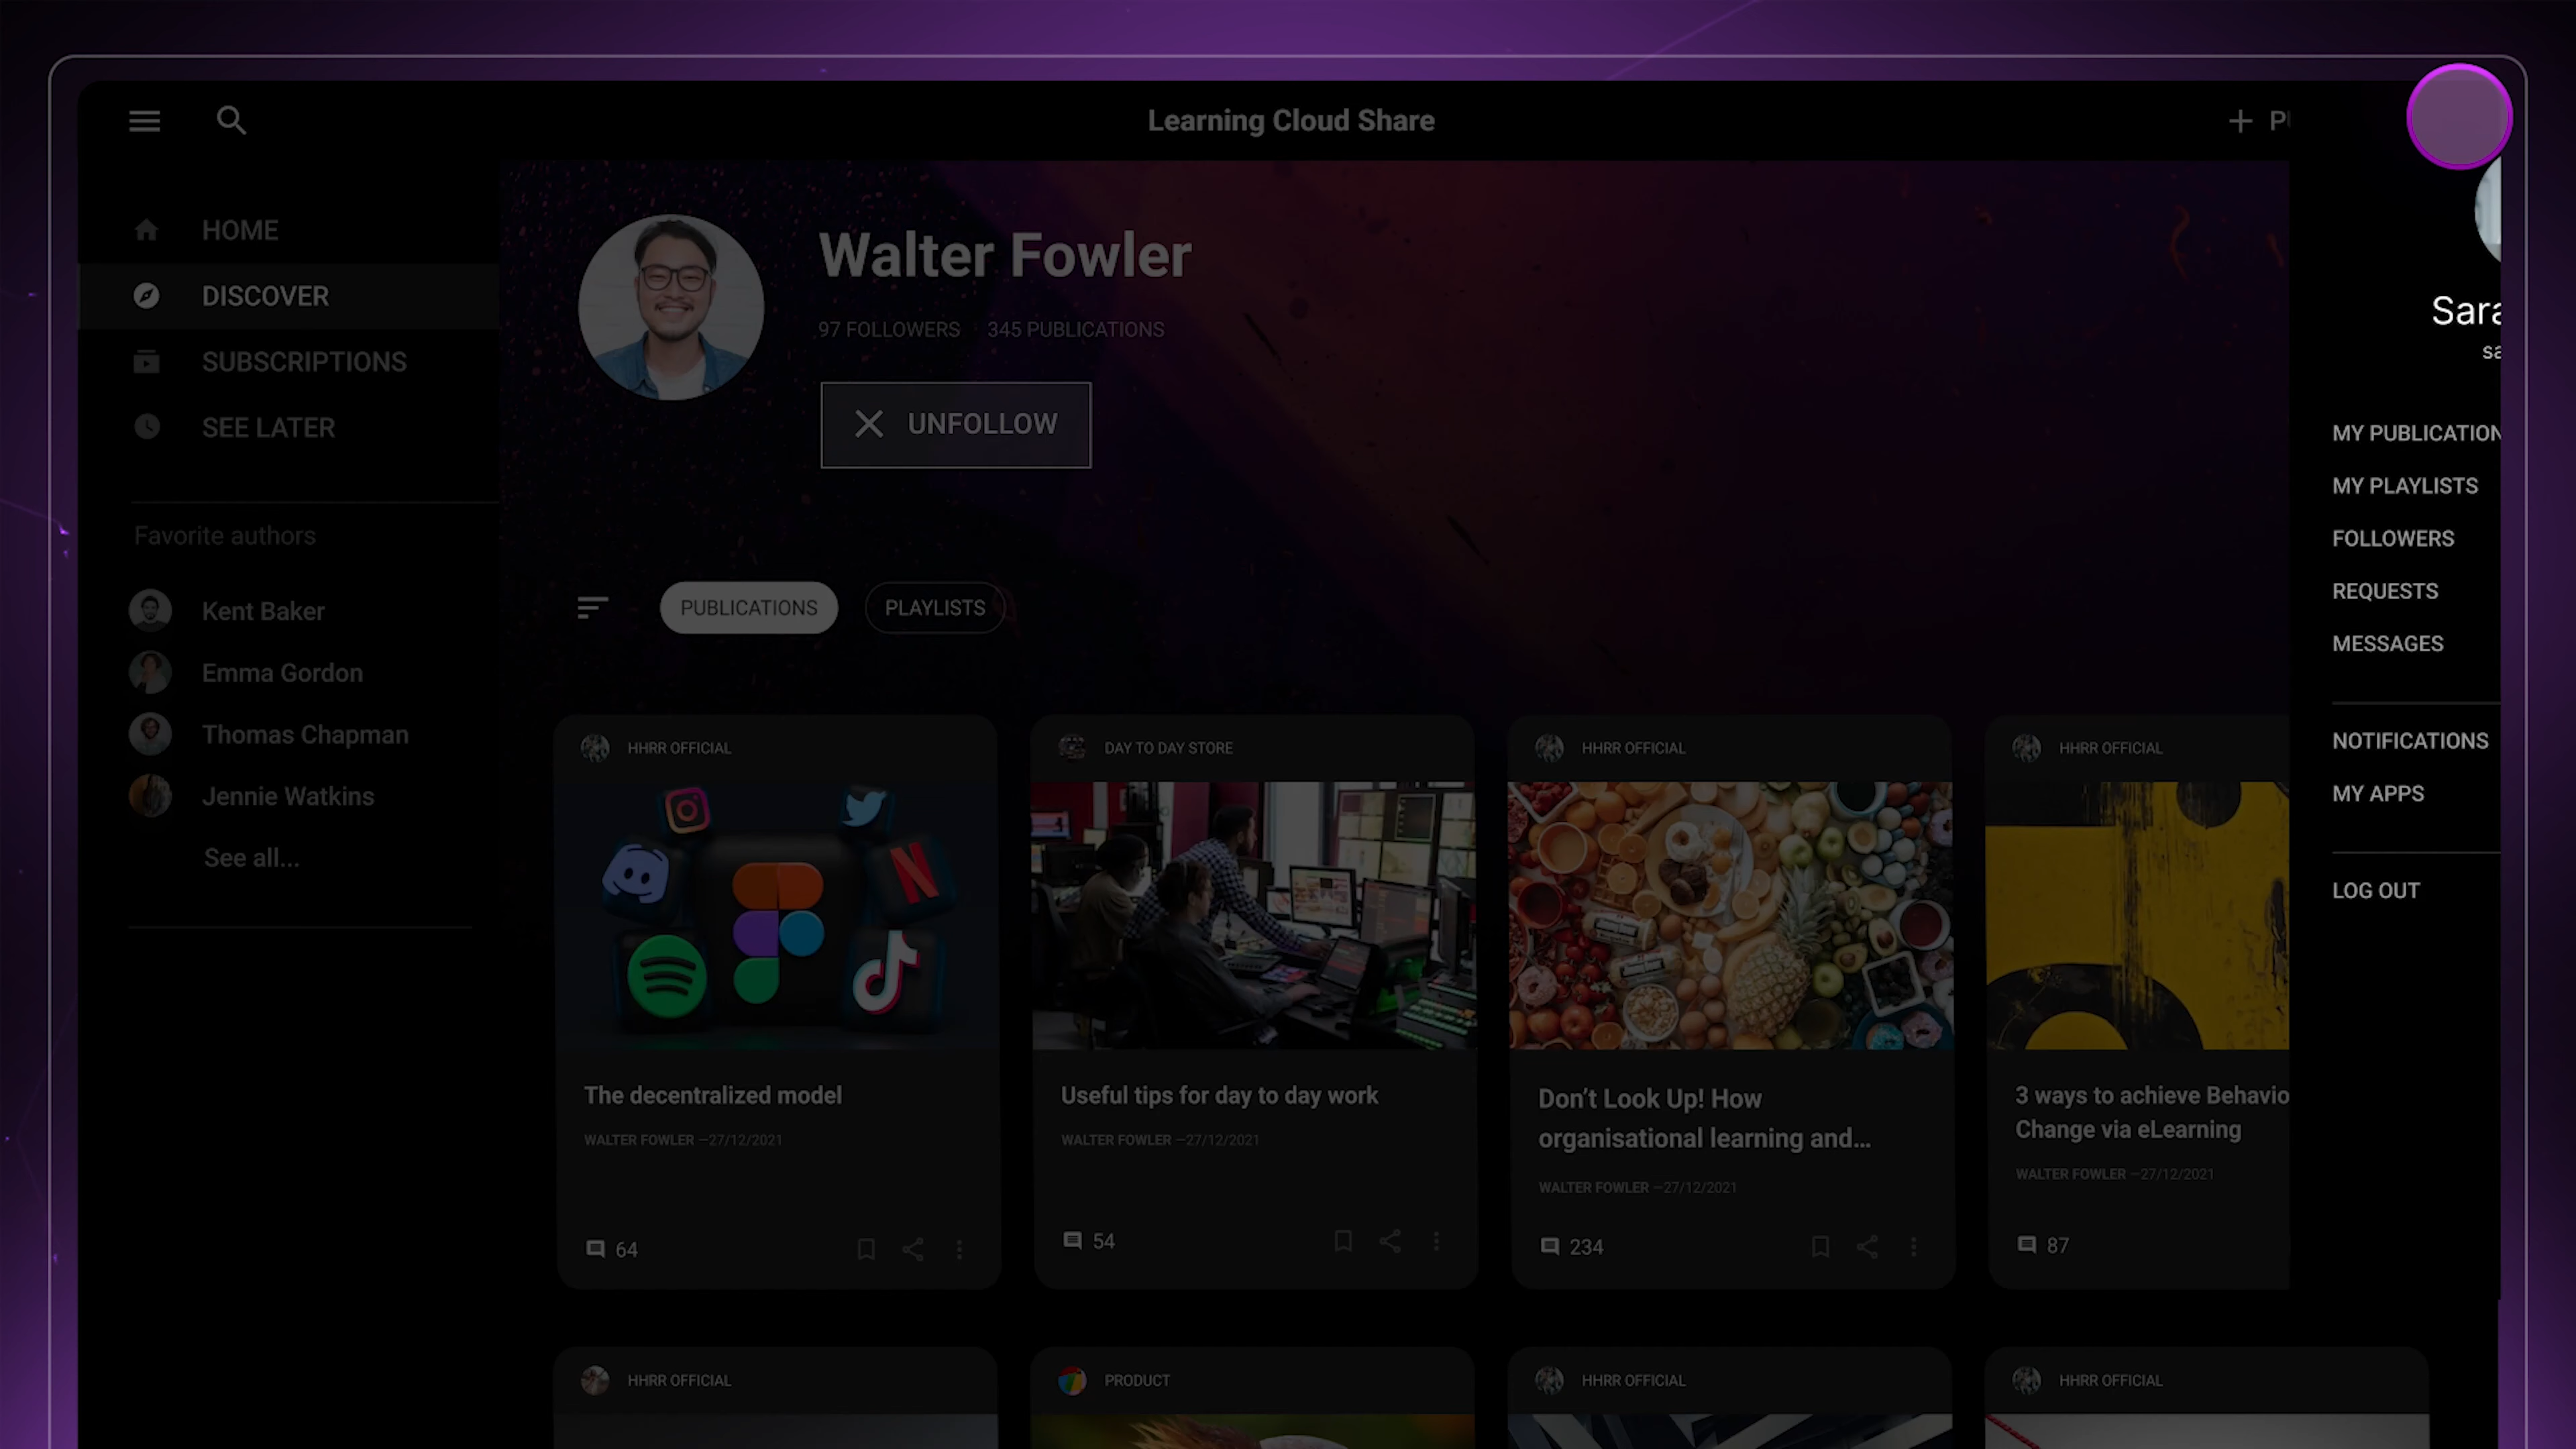 Learning Cloud Share
HOME
DISCOVER
SUBSCRIPTIONS
SEE LATER
Favorite authors
Kent Baker
Emma Gordon
Thomas Chapman
Jennie Watkins
See all...
Walter Fowler
97 FOLLOWERS 345 PUBLICATIONS
UNFOLLOW
PUBLICATIONS PLAYLISTS
HHRR OFFICIAL
The decentralized model
WALTER FOWLER –27/12/2021
64
DAY TO DAY STORE
Useful tips for day to day work
WALTER FOWLER –27/12/2021
54
HHRR OFFICIAL
Don't Look Up! How
organisational learning and...
WALTER FOWLER –27/12/2021
234
HHRR OFFICIAL
3 ways to achieve Behavio
Change via eLearning
WALTER FOWLER –27/12/2021
87
HHRR OFFICIAL
PRODUCT
HHRR OFFICIAL
HHRR OFFICIAL
MY PUBLICATION
MY PLAYLISTS
FOLLOWERS
REQUESTS
MESSAGES
NOTIFICATIONS
MY APPS
LOG OUT